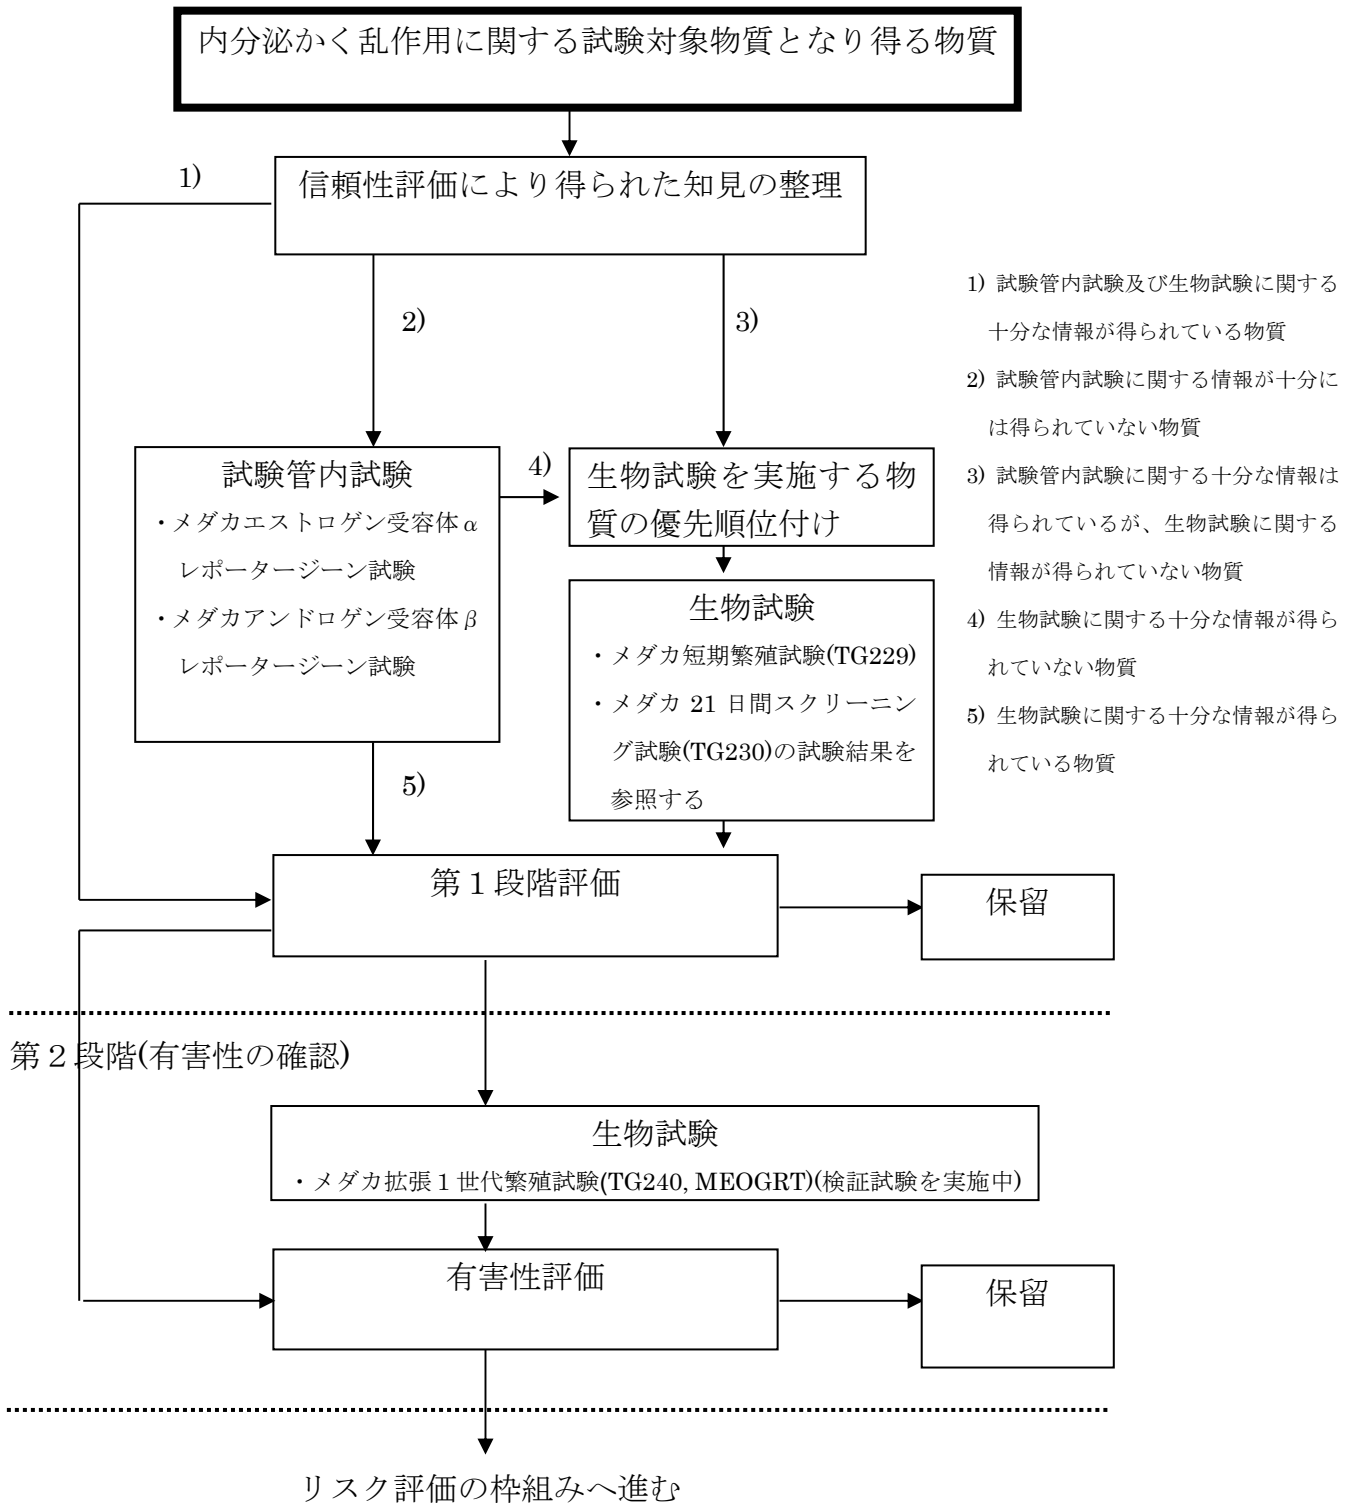 内分泌かく乱作用に関する試験対象物質となり得る物質
1)
信頼性評価により得られた知見の整理
2)
3)
1) 試験管内試験及び生物試験に関する
十分な情報が得られている物質
2) 試験管内試験に関する情報が十分に
は得られていない物質
3) 試験管内試験に関する十分な情報は
得られているが、生物試験に関する
情報が得られていない物質
4) 生物試験に関する十分な情報が得ら
れていない物質
5) 生物試験に関する十分な情報が得ら
れている物質
試験管内試験
・メダカエストロゲン受容体α
レポータージーン試験
・メダカアンドロゲン受容体β
レポータージーン試験
4)
生物試験を実施する物
質の優先順位付け
生物試験
・メダカ短期繁殖試験(TG229)
・メダカ 21 日間スクリーニン
グ試験(TG230)の試験結果を
参照する
5)
第１段階評価
保留
第２段階(有害性の確認)
生物試験
・メダカ拡張１世代繁殖試験(TG240, MEOGRT)(検証試験を実施中)
有害性評価
保留
リスク評価の枠組みへ進む